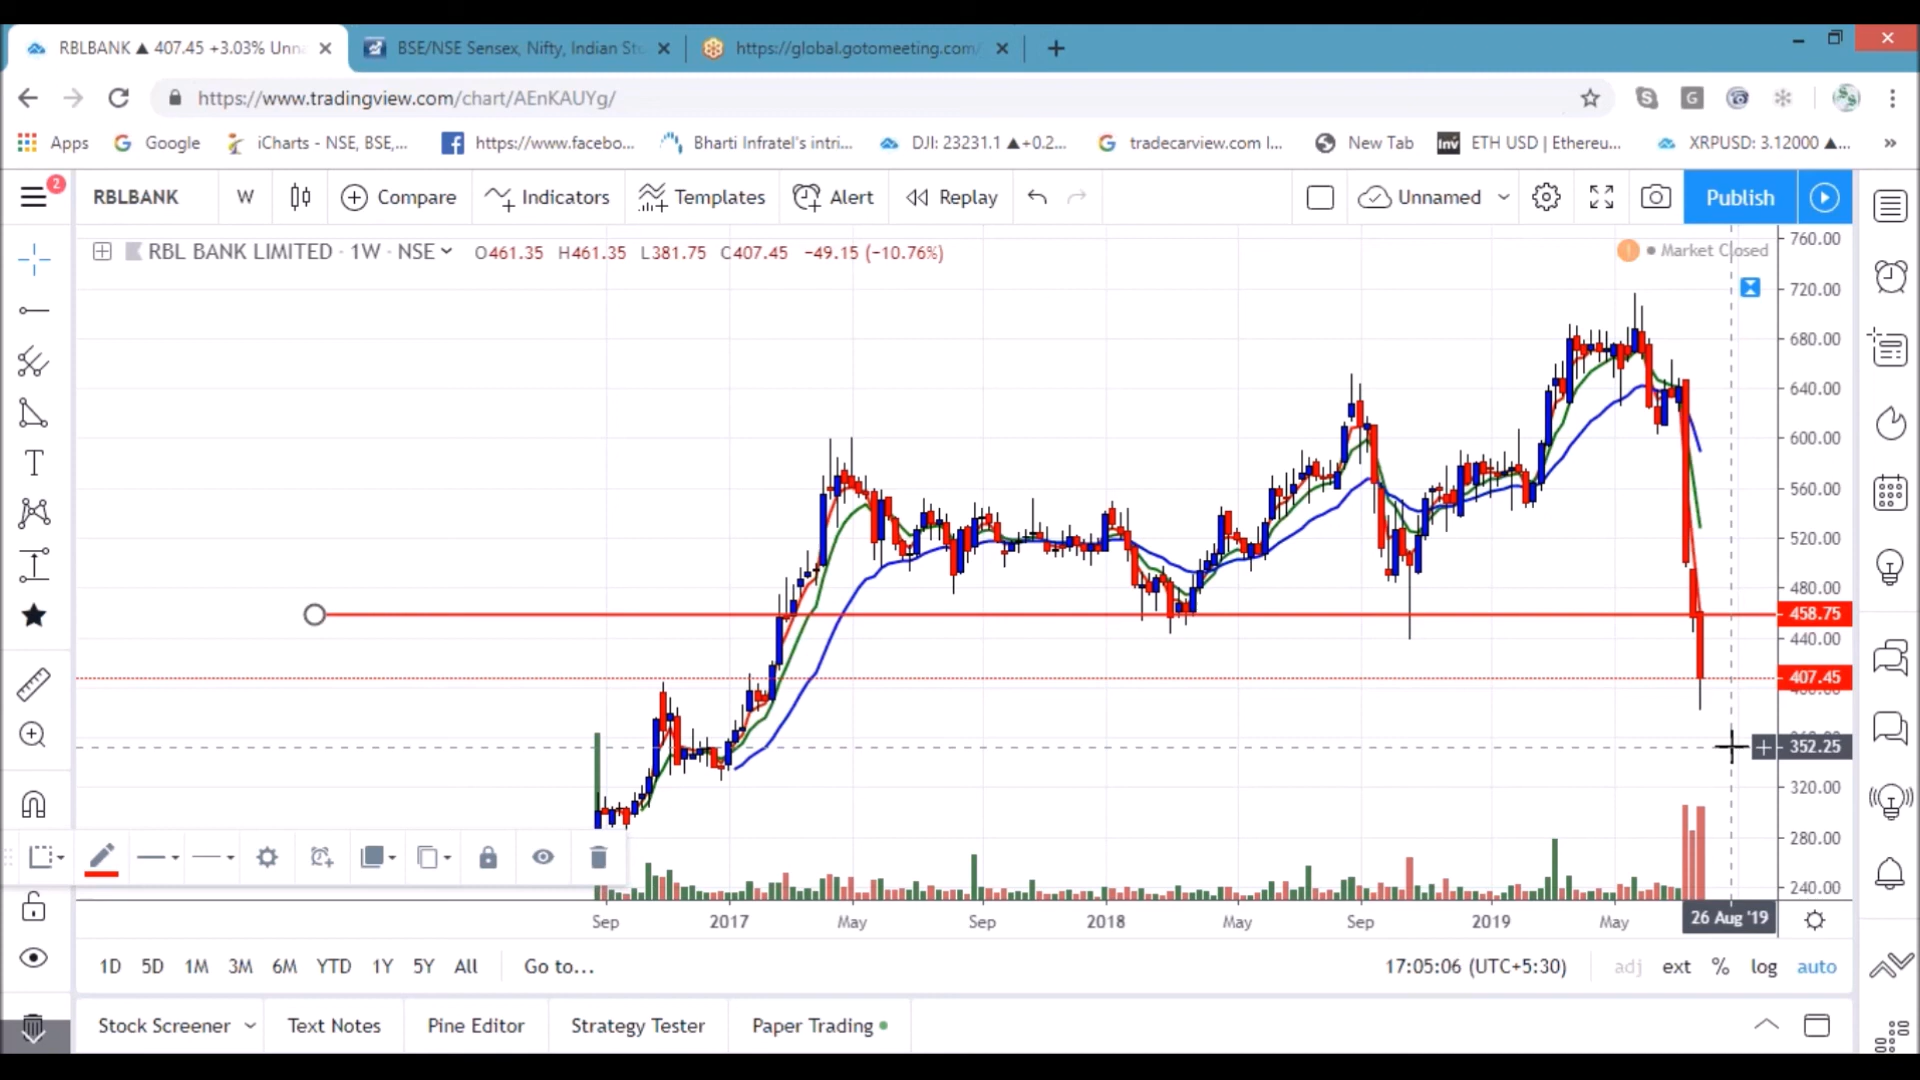 RBLBANK ▲ 407.45 +3.03% Unna
BSE/NSE Sensex, Nifty, Indian St
https://global.gotomeeting.com/
https://www.tradingview.com/chart/AEnKAUYg/
Apps
Google
iCharts - NSE, BSE,...
https://www.facebo...
Bharti Infratel's intri...
DJI: 23231.1 ▲+0.2...
tradecarview.com I...
New Tab
Inv
ETH USD | Ethereu...
XRPUSD: 3.12000 ▲...
»
2
RBLBANK
W
Compare
Indicators
Templates
Alert
Replay
Unnamed
Publish
RBL BANK LIMITED · 1W · NSE
O461.35 H461.35 L381.75 C407.45 −49.15 (−10.76%)
Market Closed
760.00
720.00
680.00
640.00
600.00
560.00
520.00
480.00
458.75
440.00
407.45
352.25
320.00
280.00
240.00
Sep
2017
May
Sep
2018
May
Sep
2019
May
26 Aug '19
1D 5D 1M 3M 6M YTD 1Y 5Y All
Go to...
17:05:06 (UTC+5:30)
adj ext % log auto
Stock Screener
Text Notes
Pine Editor
Strategy Tester
Paper Trading